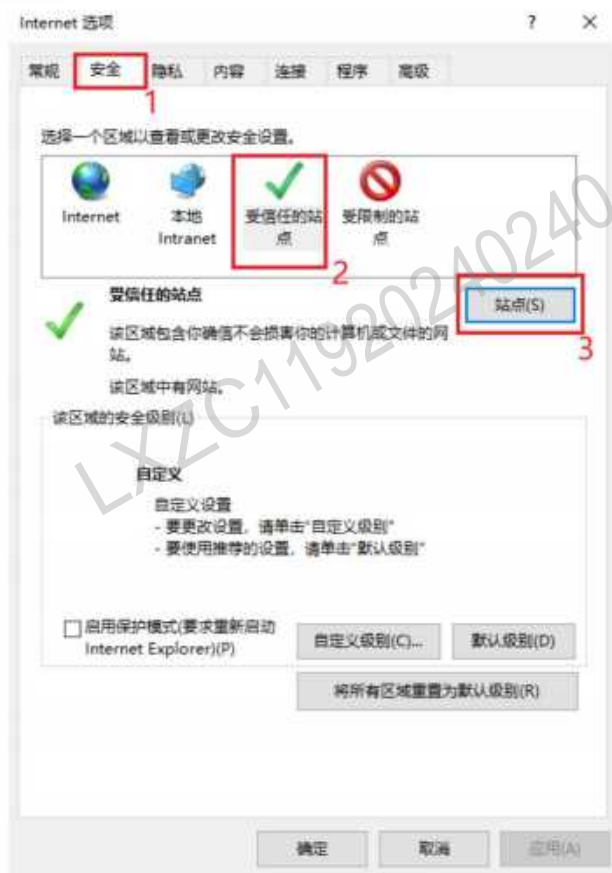 Internet 选项 ? ×
常规 安全 隐私 内容 连接 程序 高级
1
选择一个区域以查看或更改安全设置。
Internet 本地 Intranet 受信任的站点 受限制的站点
2
受信任的站点
站点(S)
3
该区域包含你确信不会损害你的计算机或文件的网
站。
该区域中有网站。
该区域的安全级别(L)
自定义
自定义设置
- 要更改设置，请单击"自定义级别"
- 要使用推荐的设置，请单击"默认级别"
启用保护模式(要求重新启动
Internet Explorer)(P)
自定义级别(C)... 默认级别(D)
将所有区域重置为默认级别(R)
确定 取消 应用(A)
LXZC11920240240